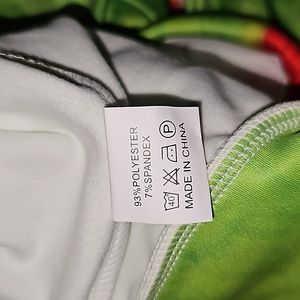 93%POLYESTER
7%SPANDEX
40
P
MADE IN CHINA